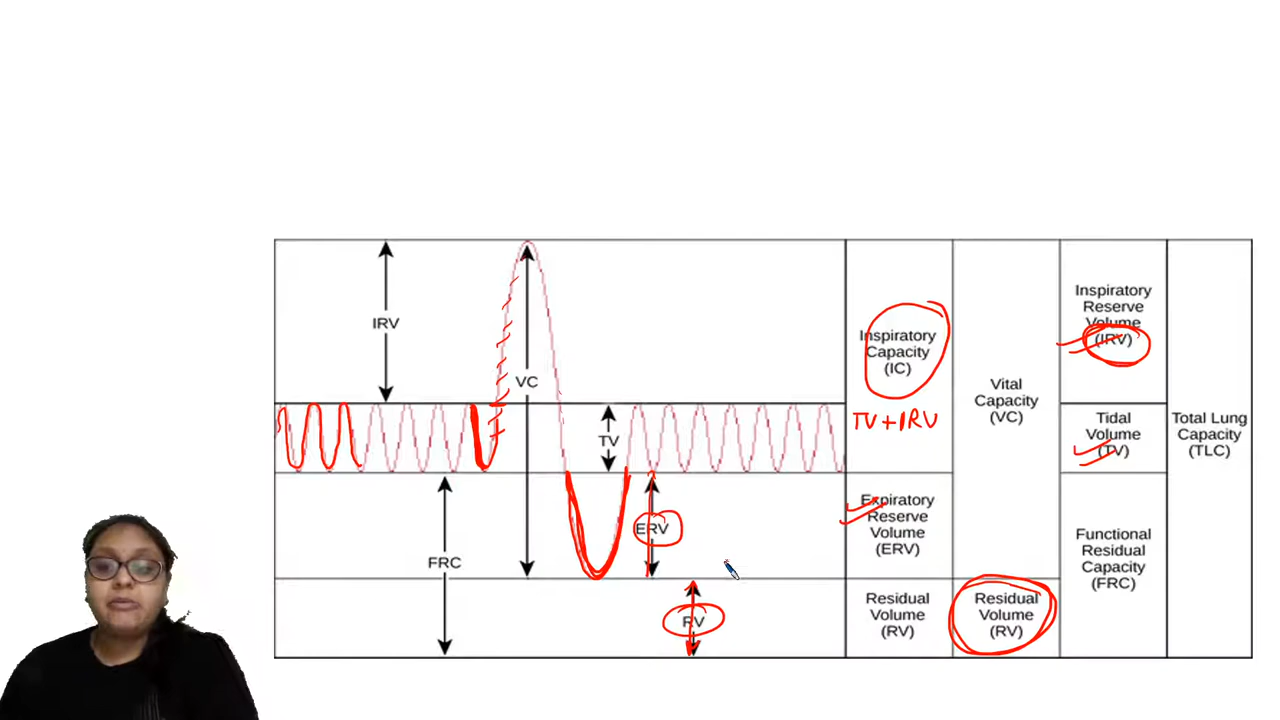 IRV
VC
TV
ERV
FRC
RV
Inspiratory
Capacity
(IC)
TV+IRV
Expiratory
Reserve
Volume
(ERV)
Residual
Volume
(RV)
Vital
Capacity
(VC)
Residual
Volume
(RV)
Inspiratory
Reserve
Volume
(IRV)
Tidal
Volume
(TV)
Functional
Residual
Capacity
(FRC)
Total Lung
Capacity
(TLC)